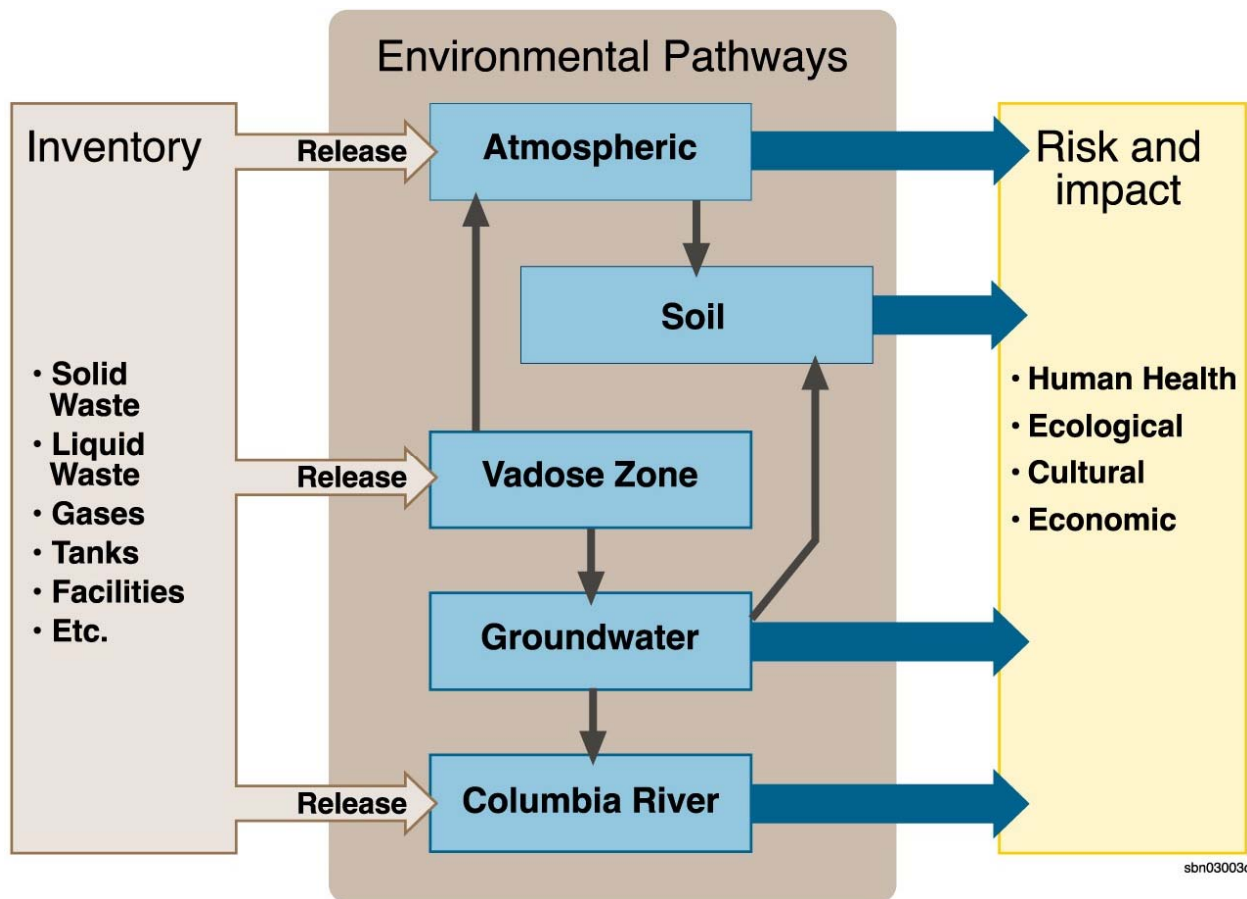 Environmental Pathways
Inventory
Release
Atmospheric
Risk and
impact
Soil
• Solid
Waste
• Liquid
Waste
• Gases
• Tanks
• Facilities
• Etc.
Release
Vadose Zone
• Human Health
• Ecological
• Cultural
• Economic
Groundwater
Release
Columbia River